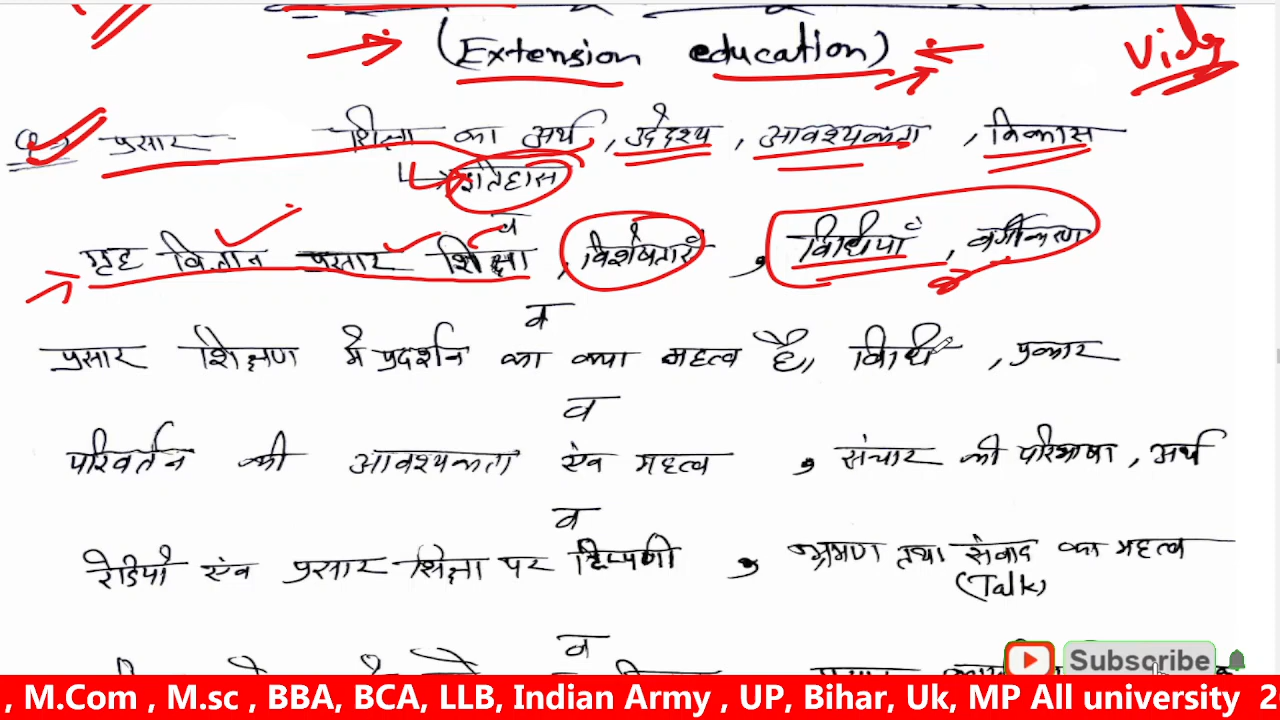 (Extension education) Vidy
प्रसार शिक्षा का अर्थ, उद्देश्य, आवश्यकता, विकास
इतिहास
व
गृह विज्ञान प्रसार शिक्षा, विशेषताएँ, विधियाँ, वर्गीकरण
व
प्रसार शिक्षण मे प्रदर्शन का क्या महत्व है, विधि, प्रकार
व
परिवर्तन की आवश्यकता एंव महत्व, संचार की परिभाषा, अर्थ
व
रेडियो एंव प्रसार शिक्षा पर टिप्पणी, भ्रमण तथा संवाद का महत्व
(Talk)
व
Subscribe
, M.Com , M.sc , BBA, BCA, LLB, Indian Army , UP, Bihar, Uk, MP All university 2